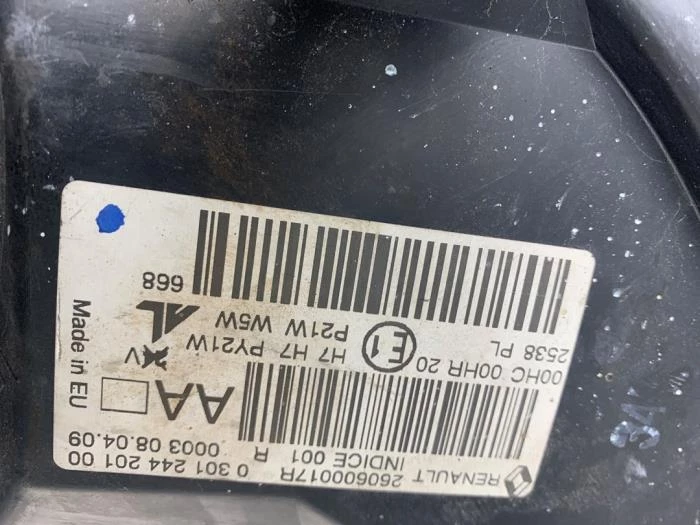 RENAULT 260600017R 0 301 244 201 00
INDICE 001 R 0003 08.04.09
AA
V
H7 H7 PY21W
00HC 00HR 20 E1 P21W W5W AL
2538 PL 668
Made in EU